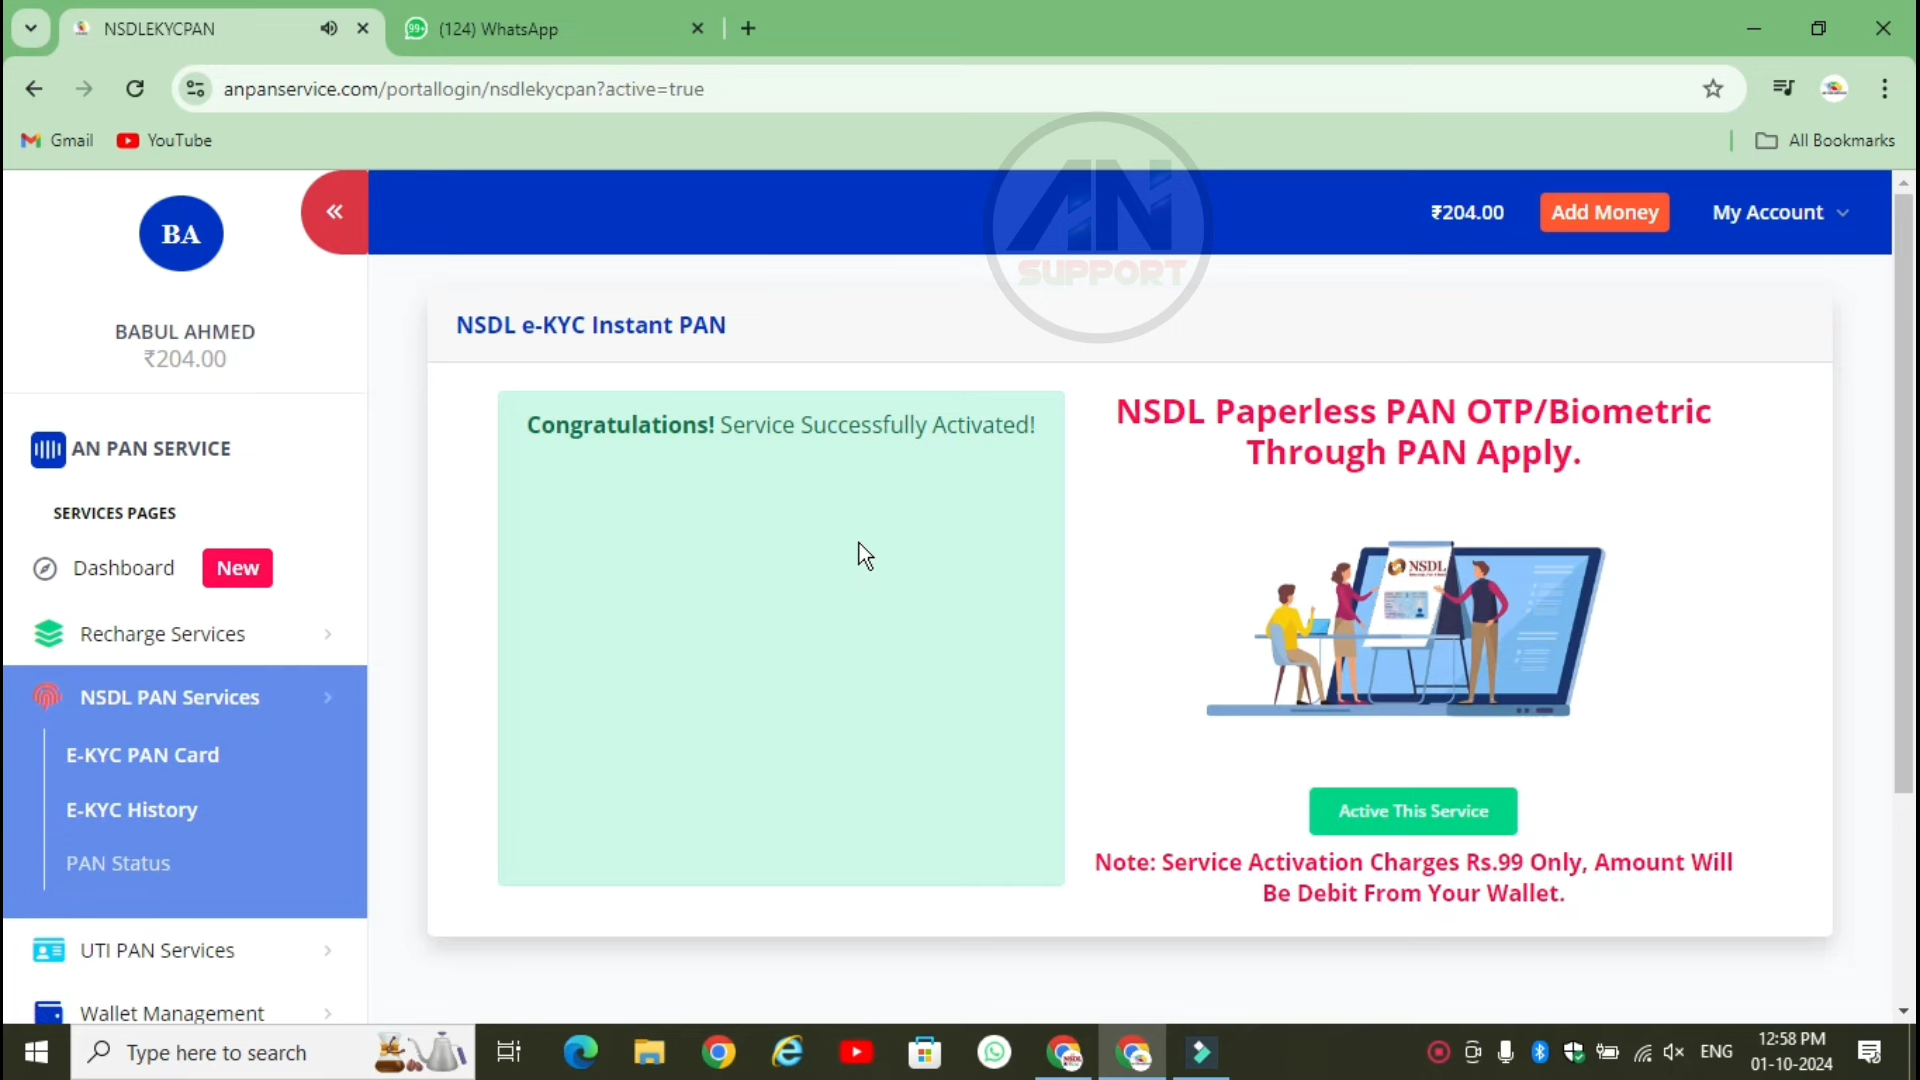 NSDLEKYCPAN
99+
(124) WhatsApp
anpanservice.com/portallogin/nsdlekycpan?active=true
Gmail
YouTube
All Bookmarks
BA
₹204.00
Add Money
My Account
AN
SUPPORT
BABUL AHMED
₹204.00
NSDL e-KYC Instant PAN
Congratulations! Service Successfully Activated!
NSDL Paperless PAN OTP/Biometric
Through PAN Apply.
NSDL
AN PAN SERVICE
SERVICES PAGES
Dashboard
New
Recharge Services
NSDL PAN Services
E-KYC PAN Card
E-KYC History
PAN Status
UTI PAN Services
Wallet Management
Active This Service
Note: Service Activation Charges Rs.99 Only, Amount Will
Be Debit From Your Wallet.
Type here to search
ENG
12:58 PM
01-10-2024